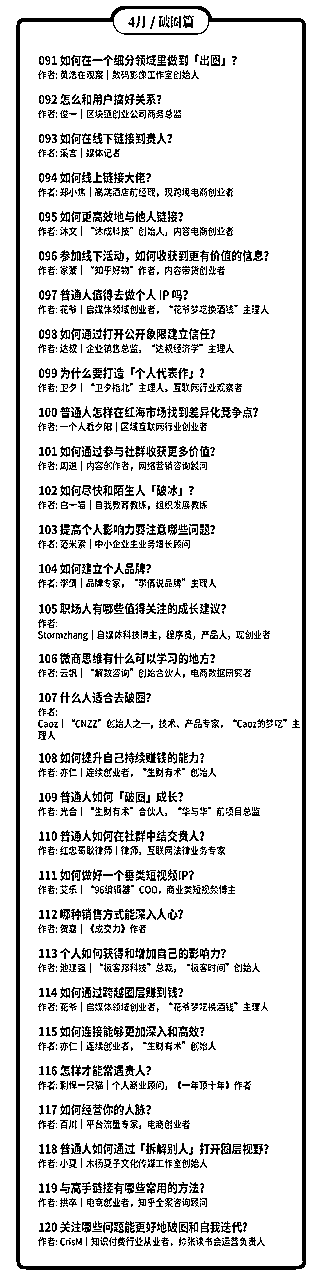 4月 / 破圈篇
091 如何在一个细分领域里做到「出圈」?
作者: 莫浩在观察 | 数码影像工作室创始人
092 怎么和用户搞好关系?
作者: 俊一 | 区块链创业公司商务总监
093 如何在线下链接到贵人?
作者: 溪言 | 媒体记者
094 如何线上链接大佬?
作者: 郑小炜 | 高端酒店前经理，现跨境电商创业者
095 如何更高效地与他人链接?
作者: 沐文 | “达成科技”创始人，内容电商创业者
096 参加线下活动，如何收获到更有价值的信息?
作者: 家豪 | “知乎好物”作者，内容带货创业者
097 普通人值得去做个人 IP 吗?
作者: 花爷 | 自媒体领域创业者，“花爷梦呓换酒钱”主理人
098 如何通过打开公开象限建立信任?
作者: 达叔 | 企业销售总监，“达叔经济学”主理人
099 为什么要打造「个人代表作」?
作者: 卫夕 | “卫夕指北”主理人，互联网行业观察者
100 普通人怎样在红海市场找到差异化竞争点?
作者: 一个人看夕阳 | 区域互联网行业创业者
101 如何通过参与社群收获更多价值?
作者: 周通 | 内容创作者，网络营销咨询顾问
102 如何尽快和陌生人「破冰」?
作者: 白一喵 | 自我教育教练，组织发展教练
103 提高个人影响力要注意哪些问题?
作者: 范米索 | 中小企业主业务增长顾问
104 如何建立个人品牌?
作者: 李倩 | 品牌专家，“李倩说品牌”主理人
105 职场人有哪些值得关注的成长建议?
作者:
Stormzhang | 自媒体科技博主，程序员，产品人，现创业者
106 微商思维有什么可以学习的地方?
作者: 云帆 | “解数咨询”创始合伙人，电商数据研究者
107 什么人适合去破圈?
作者:
Caoz | “CNZZ”创始人之一，技术、产品专家，“Caoz的梦呓”主
理人
108 如何提升自己持续赚钱的能力?
作者: 亦仁 | 连续创业者，“生财有术”创始人
109 普通人如何「破圈」成长?
作者: 光合 | “生财有术”合伙人，“华与华”前项目总监
110 普通人如何在社群中结交贵人?
作者: 红忠蜀耿律师 | 律师，互联网法律业务专家
111 如何做好一个垂类短视频IP?
作者: 艾乐 | “96编辑器”COO，商业类短视频博主
112 哪种销售方式能深入人心?
作者: 贺嘉 | 《成交力》作者
113 个人如何获得和增加自己的影响力?
作者: 池建强 | “极客邦科技”总裁，“极客时间”创始人
114 如何通过跨越圈层赚到钱?
作者: 花爷 | 自媒体领域创业者，“花爷梦呓换酒钱”主理人
115 如何连接能够更加深入和高效?
作者: 亦仁 | 连续创业者，“生财有术”创始人
116 怎样才能常遇贵人?
作者: 剽悍一只猫 | 个人商业顾问，《一年顶十年》作者
117 如何经营你的人脉?
作者: 百川 | 平台流量专家，电商创业者
118 普通人如何通过「拆解别人」打开圈层视野?
作者: 小夏 | 木杨夏子文化传媒工作室创始人
119 与高手链接有哪些常用的方法?
作者: 拱卒 | 电商创业者，知乎全案咨询顾问
120 关注哪些问题能更好地破圈和自我迭代?
作者: CrisM | 知识付费行业从业者，帅张读书会运营负责人